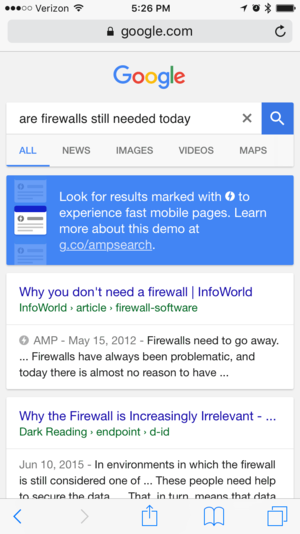 Verizon 5:26 PM
google.com
Google
are firewalls still needed today
ALL NEWS IMAGES VIDEOS MAPS
Look for results marked with to
experience fast mobile pages. Learn
more about this demo at
g.co/ampsearch.
Why you don't need a firewall | InfoWorld
InfoWorld › article › firewall-software
AMP - May 15, 2012 - Firewalls need to go away.
... Firewalls have always been problematic, and
today there is almost no reason to have ...
Why the Firewall is Increasingly Irrelevant - ...
Dark Reading › endpoint › d-id
Jun 10, 2015 - In environments in which the firewall
is still considered one of ... These people need help
to secure the data ... That, in turn, means that data